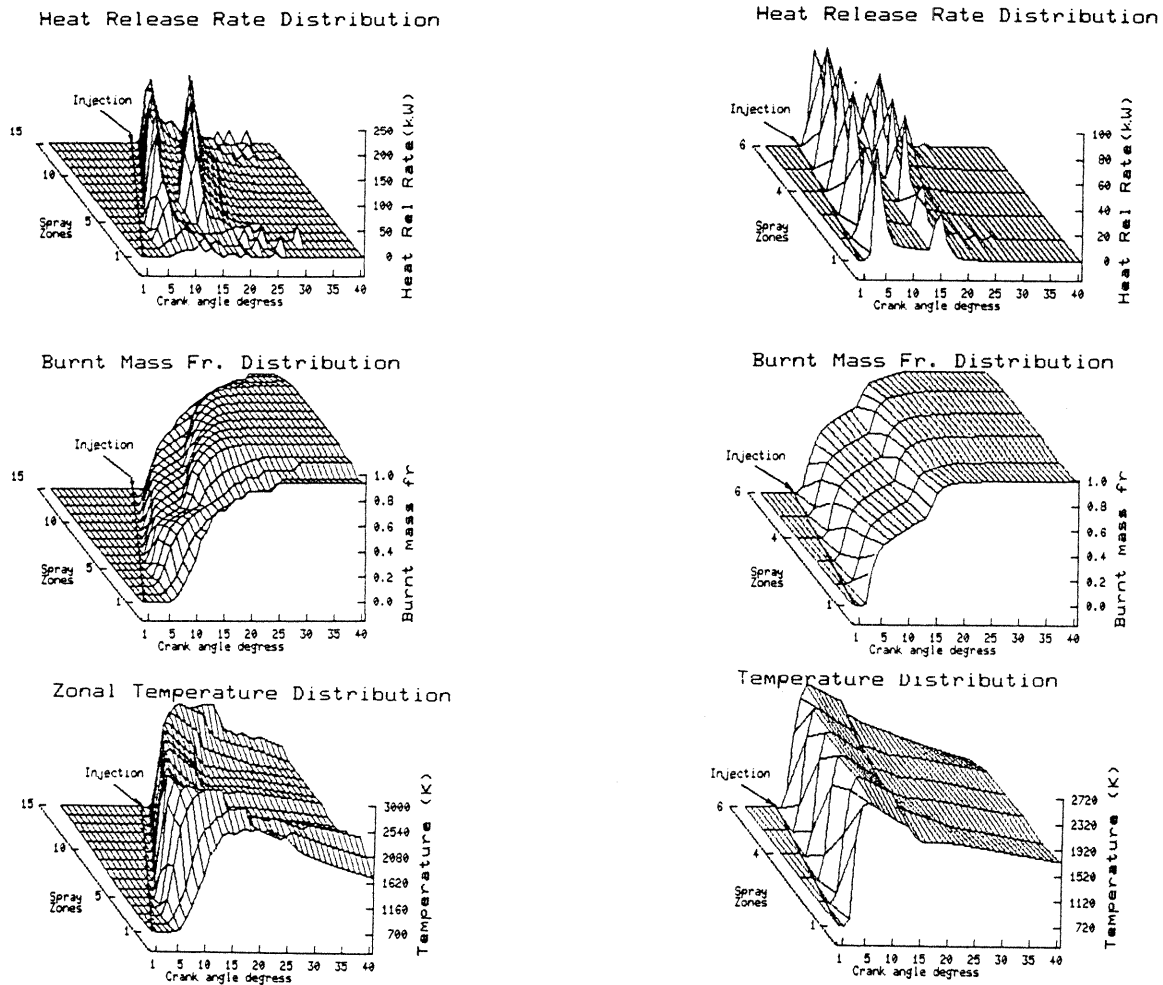 Heat Release Rate Distribution
Injection
15
10
5
1
Spray
Zones
250
200
150
100
50
0
Heat Rel Rate(kW)
1 5 10 15 20 25 30 35 40
Crank angle degress
Heat Release Rate Distribution
Injection
6
4
1
Spray
Zones
100
80
60
40
20
0
Heat Rel Rate(kW)
1 5 10 15 20 25 30 35 40
Crank angle degress
Burnt Mass Fr. Distribution
Injection
15
10
5
1
Spray
Zones
1.0
0.8
0.6
0.4
0.2
0.0
Burnt mass fr
1 5 10 15 20 25 30 35 40
Crank angle degress
Burnt Mass Fr. Distribution
Injection
6
4
1
Spray
Zones
1.0
0.8
0.6
0.4
0.2
0.0
Burnt mass fr
1 5 10 15 20 25 30 35 40
Crank angle degress
Zonal Temperature Distribution
Injection
15
10
5
1
Spray
Zones
3000
2540
2080
1620
1160
700
Temperature (K)
1 5 10 15 20 25 30 35 40
Crank angle degress
Temperature Distribution
Injection
6
4
1
Spray
Zones
2720
2320
1920
1520
1120
720
Temperature (K)
1 5 10 15 20 25 30 35 40
Crank angle degress